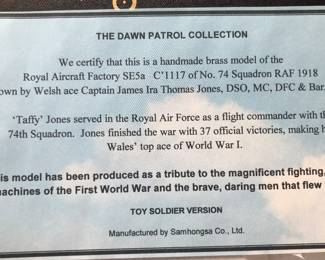 THE DAWN PATROL COLLECTION
We certify that this is a handmade brass model of the
Royal Aircraft Factory SE5a C'1117 of No. 74 Squadron RAF 1918
own by Welsh ace Captain James Ira Thomas Jones, DSO, MC, DFC & Bar.
'Taffy' Jones served in the Royal Air Force as a flight commander with th
74th Squadron. Jones finished the war with 37 official victories, making h
Wales' top ace of World War I.
is model has been produced as a tribute to the magnificent fighting,
achines of the First World War and the brave, daring men that flew
TOY SOLDIER VERSION
Manufactured by Samhongsa Co., Ltd.